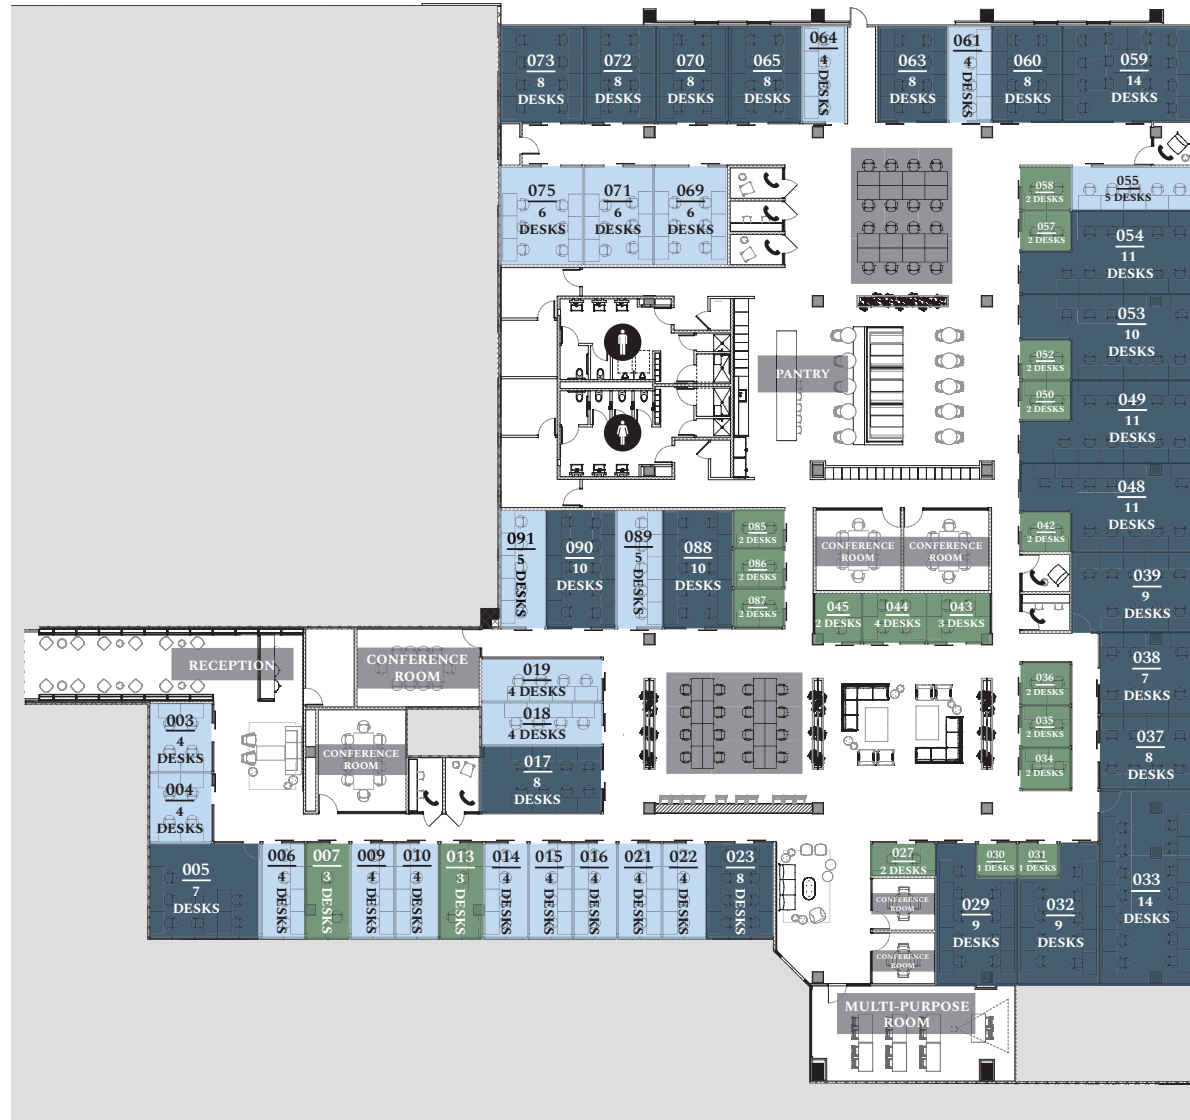 073
8
DESKS
072
8
DESKS
070
8
DESKS
065
8
DESKS
064
4 DESKS
063
8
DESKS
061
4 DESKS
060
8
DESKS
059
14
DESKS
075
6
DESKS
071
6
DESKS
069
6
DESKS
058
2 DESKS
055
5 DESKS
057
2 DESKS
054
11
DESKS
053
10
DESKS
052
2 DESKS
050
2 DESKS
049
11
DESKS
PANTRY
048
11
DESKS
042
2 DESKS
091
5 DESKS
090
10
DESKS
089
5 DESKS
088
10
DESKS
085
2 DESKS
086
2 DESKS
087
2 DESKS
CONFERENCE
ROOM
CONFERENCE
ROOM
045
2 DESKS
044
4 DESKS
043
3 DESKS
039
9
DESKS
RECEPTION
CONFERENCE
ROOM
019
4 DESKS
018
4 DESKS
017
8
DESKS
038
7
DESKS
036
2 DESKS
035
2 DESKS
034
2 DESKS
037
8
DESKS
003
4
DESKS
004
4
DESKS
CONFERENCE
ROOM
005
7
DESKS
006
4 DESKS
007
3 DESKS
009
4 DESKS
010
4 DESKS
013
3 DESKS
014
4 DESKS
015
4 DESKS
016
4 DESKS
021
4 DESKS
022
4 DESKS
023
8
DESKS
027
2 DESKS
030
1 DESKS
031
1 DESKS
CONFERENCE
ROOM
CONFERENCE
ROOM
029
9
DESKS
032
9
DESKS
033
14
DESKS
MULTI-PURPOSE
ROOM